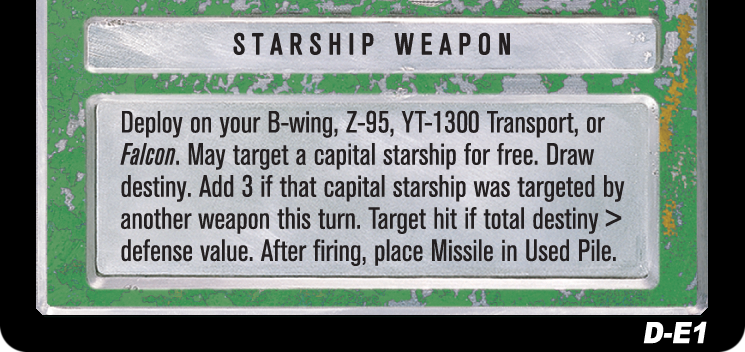 STARSHIP WEAPON
Deploy on your B-wing, Z-95, YT-1300 Transport, or
Falcon. May target a capital starship for free. Draw
destiny. Add 3 if that capital starship was targeted by
another weapon this turn. Target hit if total destiny >
defense value. After firing, place Missile in Used Pile.
D-E1